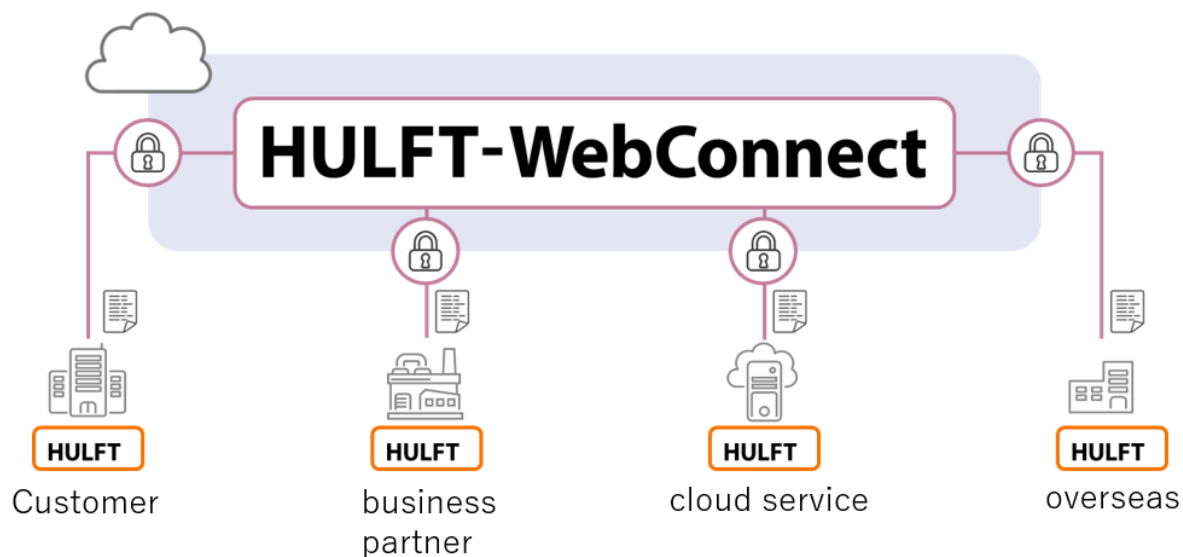 HULFT-WebConnect
HULFT
HULFT
HULFT
HULFT
Customer
business
partner
cloud service
overseas